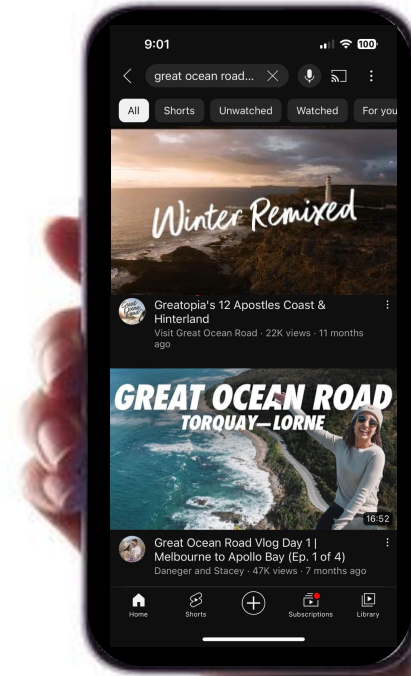 9:01
100
great ocean road...
All Shorts Unwatched Watched For you
Winter Remixed
Greatopia's 12 Apostles Coast &
Hinterland
Visit Great Ocean Road · 22K views · 11 months
ago
GREAT OCEAN ROAD
TORQUAY—LORNE
16:52
Great Ocean Road Vlog Day 1 |
Melbourne to Apollo Bay (Ep. 1 of 4)
Daneger and Stacey · 47K views · 7 months ago
Home Shorts Subscriptions Library